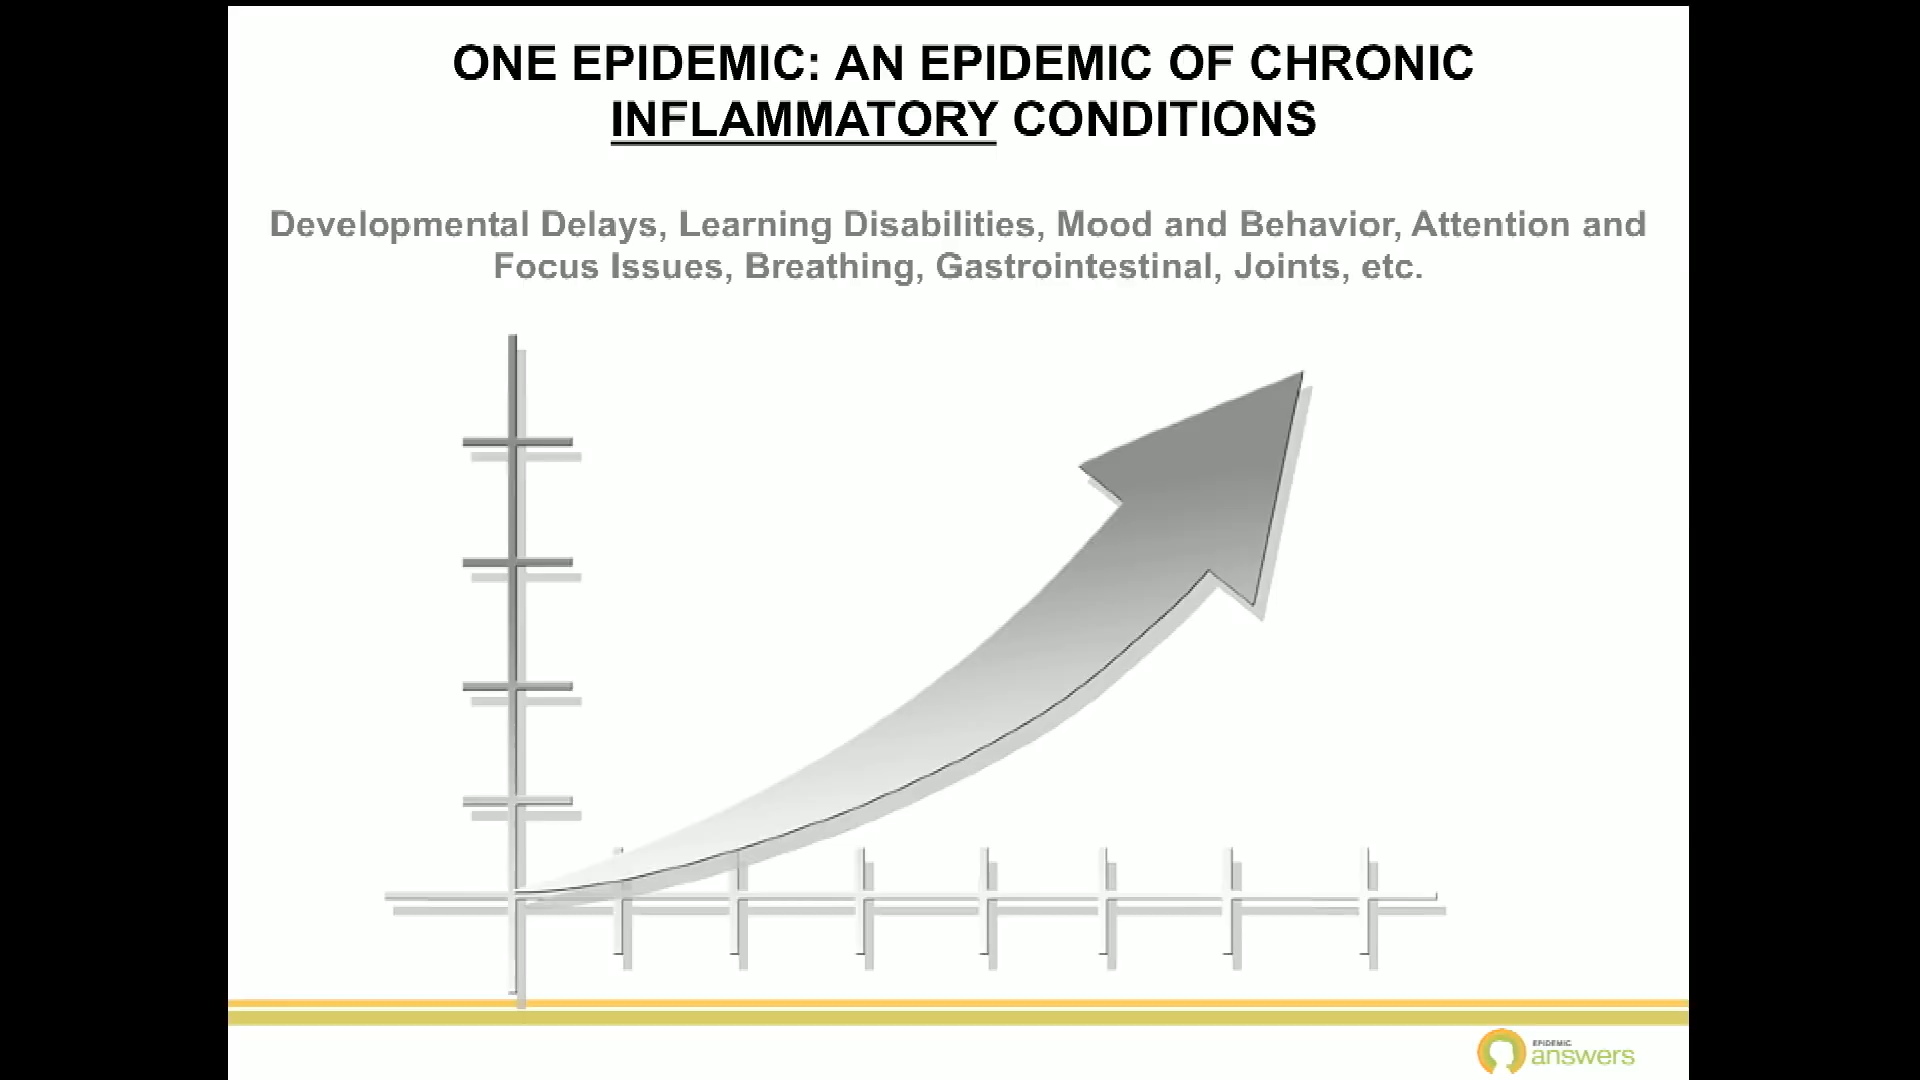 ONE EPIDEMIC: AN EPIDEMIC OF CHRONIC
INFLAMMATORY CONDITIONS
Developmental Delays, Learning Disabilities, Mood and Behavior, Attention and
Focus Issues, Breathing, Gastrointestinal, Joints, etc.
EPIDEMIC
answers